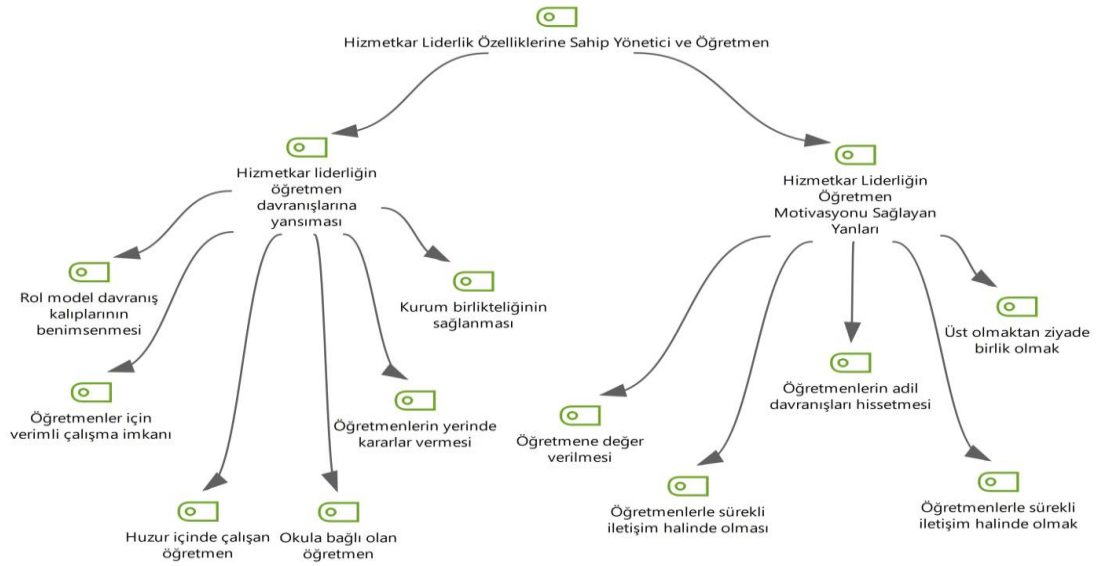 Hizmetkar Liderlik Özelliklerine Sahip Yönetici ve Öğretmen
Hizmetkar liderliğin
öğretmen
davranışlarına
yansıması
Rol model davranış
kalıplarının
benimsenmesi
Öğretmenler için
verimli çalışma imkanı
Huzur içinde çalışan
öğretmen
Okula bağlı olan
öğretmen
Öğretmenlerin yerinde
kararlar vermesi
Kurum birlikteliğinin
sağlanması
Hizmetkar Liderliğin
Öğretmen
Motivasyonu Sağlayan
Yanları
Öğretmene değer
verilmesi
Öğretmenlerle sürekli
iletişim halinde olması
Öğretmenlerin adil
davranışları hissetmesi
Öğretmenlerle sürekli
iletişim halinde olmak
Üst olmaktan ziyade
birlik olmak